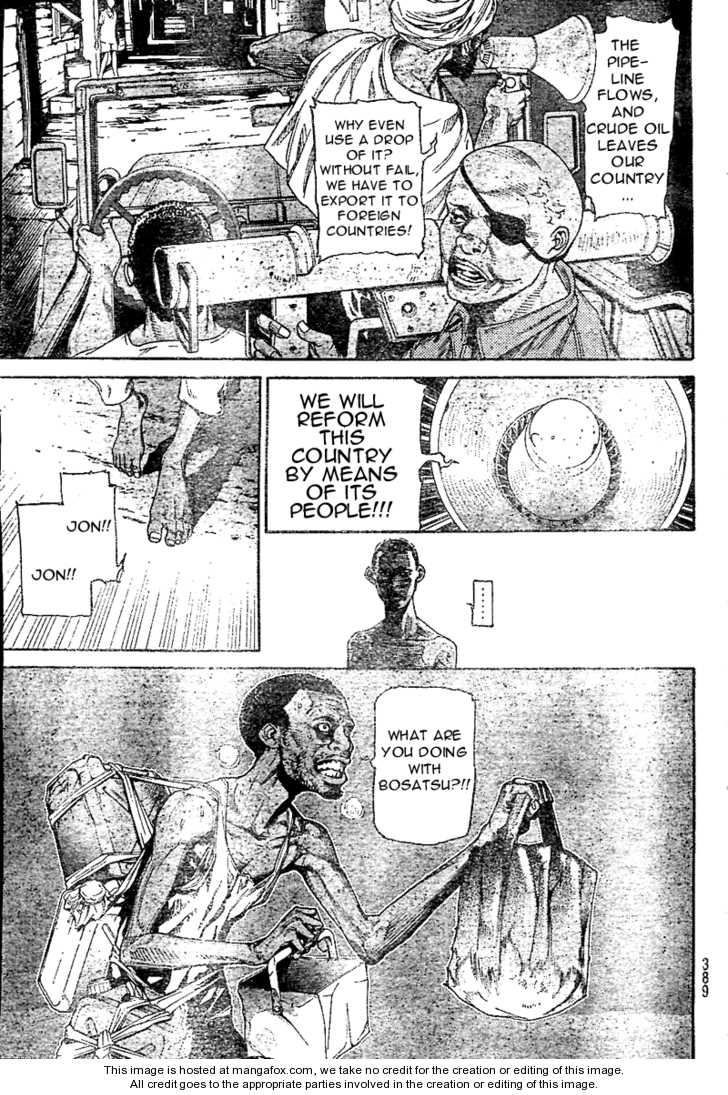 THE
PIPE-
LINE
FLOWS,
AND
CRUDE OIL
LEAVES
OUR
COUNTRY
...
WHY EVEN
USE A DROP
OF IT?
WITHOUT FAIL,
WE HAVE TO
EXPORT IT TO
FOREIGN
COUNTRIES!
WE WILL
REFORM
THIS
COUNTRY
BY MEANS
OF ITS
PEOPLE!!!
JON!!
JON!!
.....
WHAT ARE
YOU DOING
WITH
BOSATSU?!!
389
This image is hosted at mangafox.com, we take no credit for the creation or editing of this image.
All credit goes to the appropriate parties involved in the creation or editing of this image.